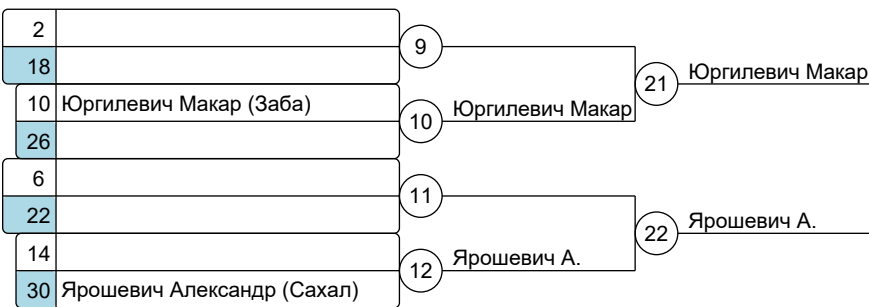 2
9
18
21 Юргилевич Макар
10 Юргилевич Макар (Заба)
10 Юргилевич Макар
26
6
11
22
22 Ярошевич А.
14
12 Ярошевич А.
30 Ярошевич Александр (Сахал)